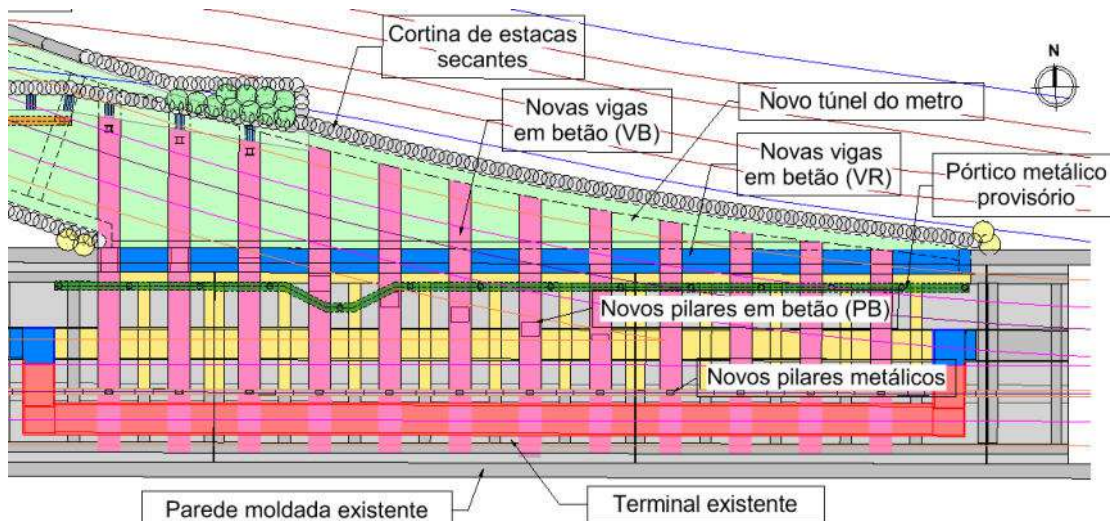 Cortina de estacas
secantes
N
Novas vigas
em betão (VB)
Novo túnel do metro
Novas vigas
em betão (VR)
Pórtico metálico
provisório
Novos pilares em betão (PB)
Novos pilares metálicos
Parede moldada existente
Terminal existente